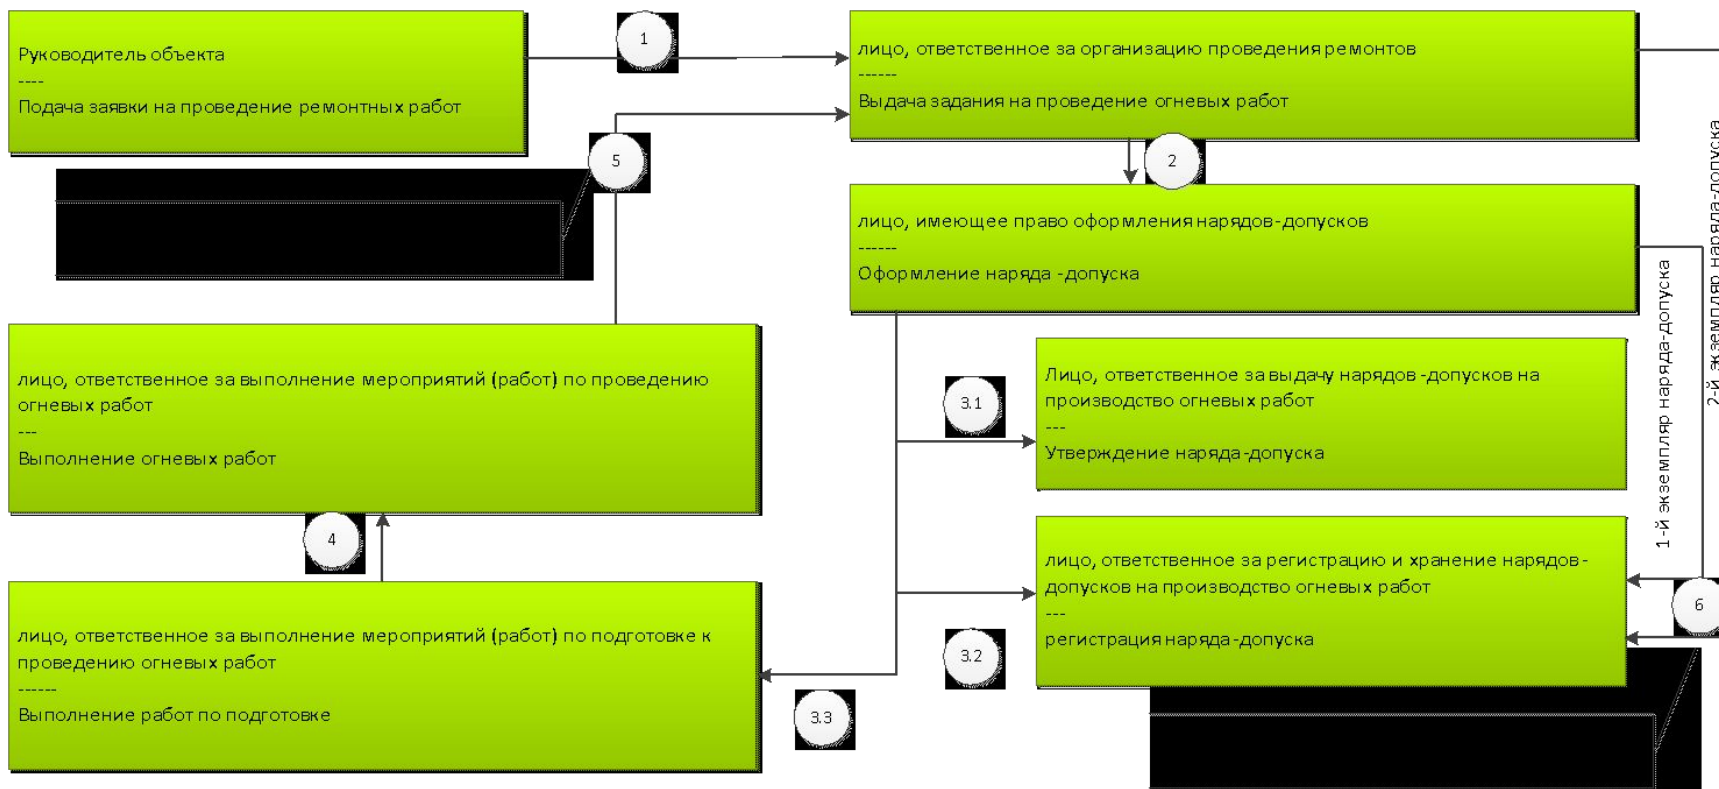 Руководитель объекта
----
Подача заявки на проведение ремонтных работ
1
лицо, ответственное за организацию проведения ремонтов
------
Выдача задания на проведение огневых работ
5
2
лицо, имеющее право оформления нарядов-допусков
------
Оформление наряда -допуска
лицо, ответственное за выполнение мероприятий (работ) по проведению
огневых работ
---
Выполнение огневых работ
3.1
Лицо, ответственное за выдачу нарядов -допусков на
производство огневых работ
---
Утверждение наряда-допуска
1-й экземпляр наряда-допуска
2-й экземпляр наряда-допуска
4
лицо, ответственное за регистрацию и хранение нарядов-
допусков на производство огневых работ
---
регистрация наряда-допуска
6
лицо, ответственное за выполнение мероприятий (работ) по подготовке к
проведению огневых работ
------
Выполнение работ по подготовке
3.2
3.3